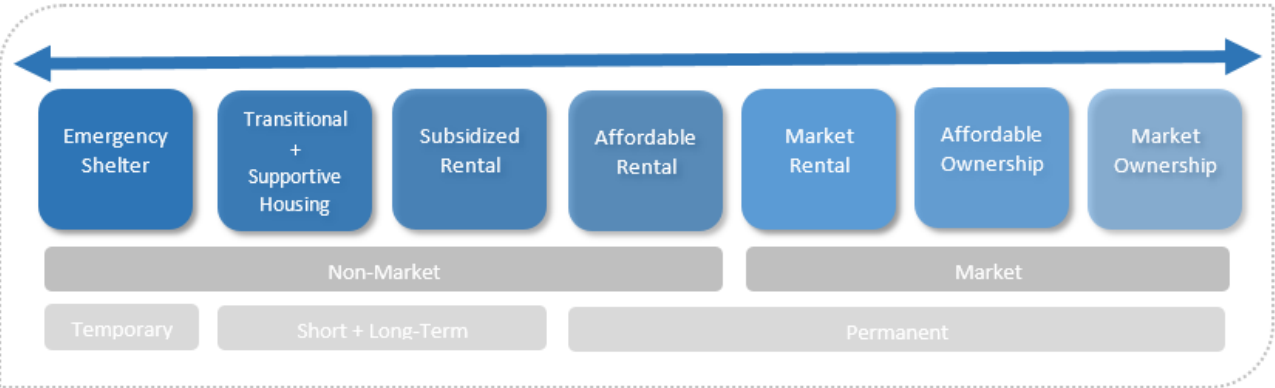 Emergency
Shelter
Transitional
+
Supportive
Housing
Subsidized
Rental
Affordable
Rental
Market
Rental
Affordable
Ownership
Market
Ownership
Non-Market
Market
Temporary
Short + Long-Term
Permanent